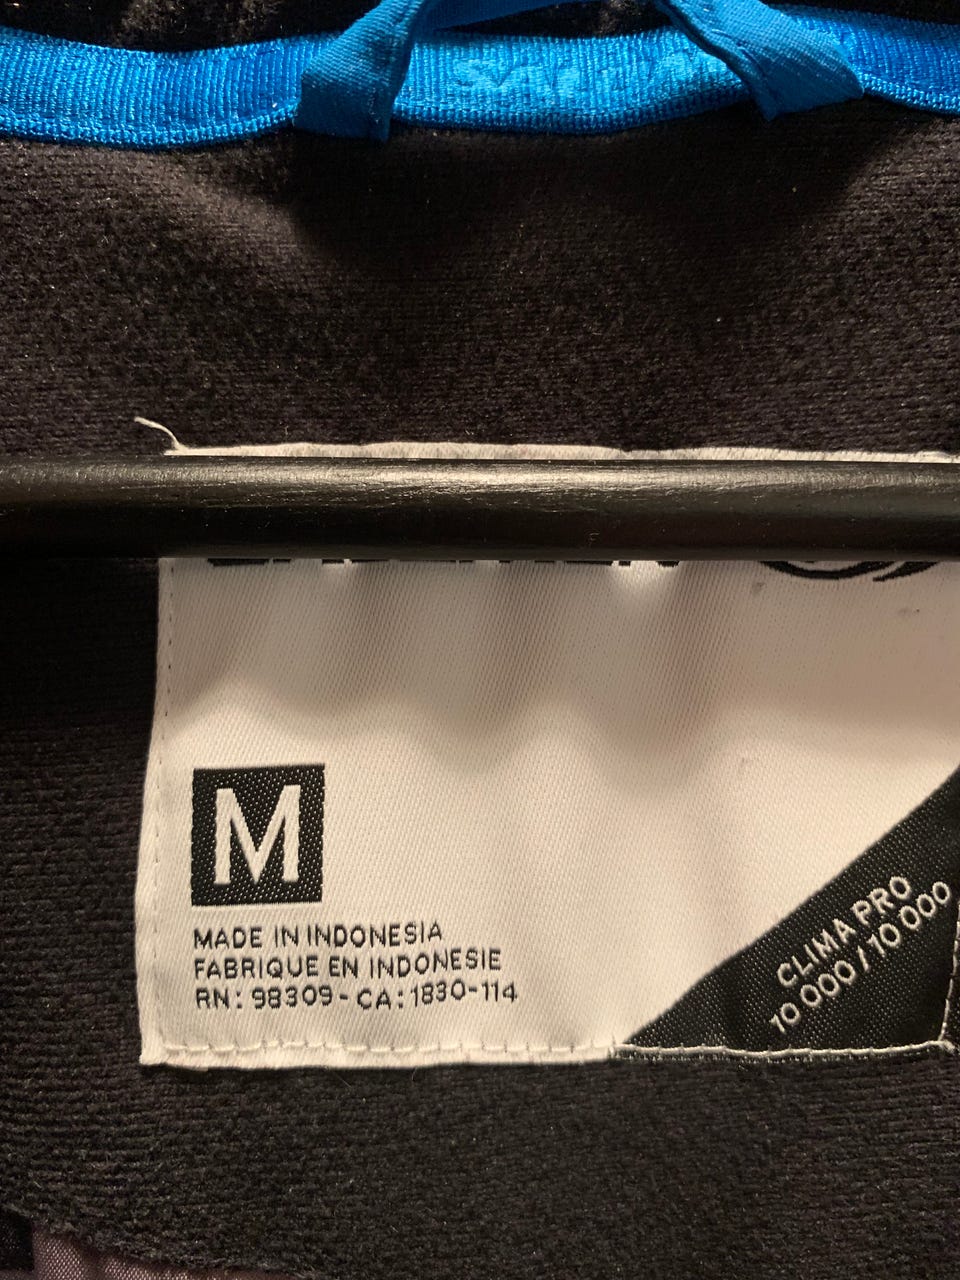 M
MADE IN INDONESIA
FABRIQUE EN INDONESIE
RN: 98309 - CA: 1830-114
CLIMA PRO
10 000 / 10 000